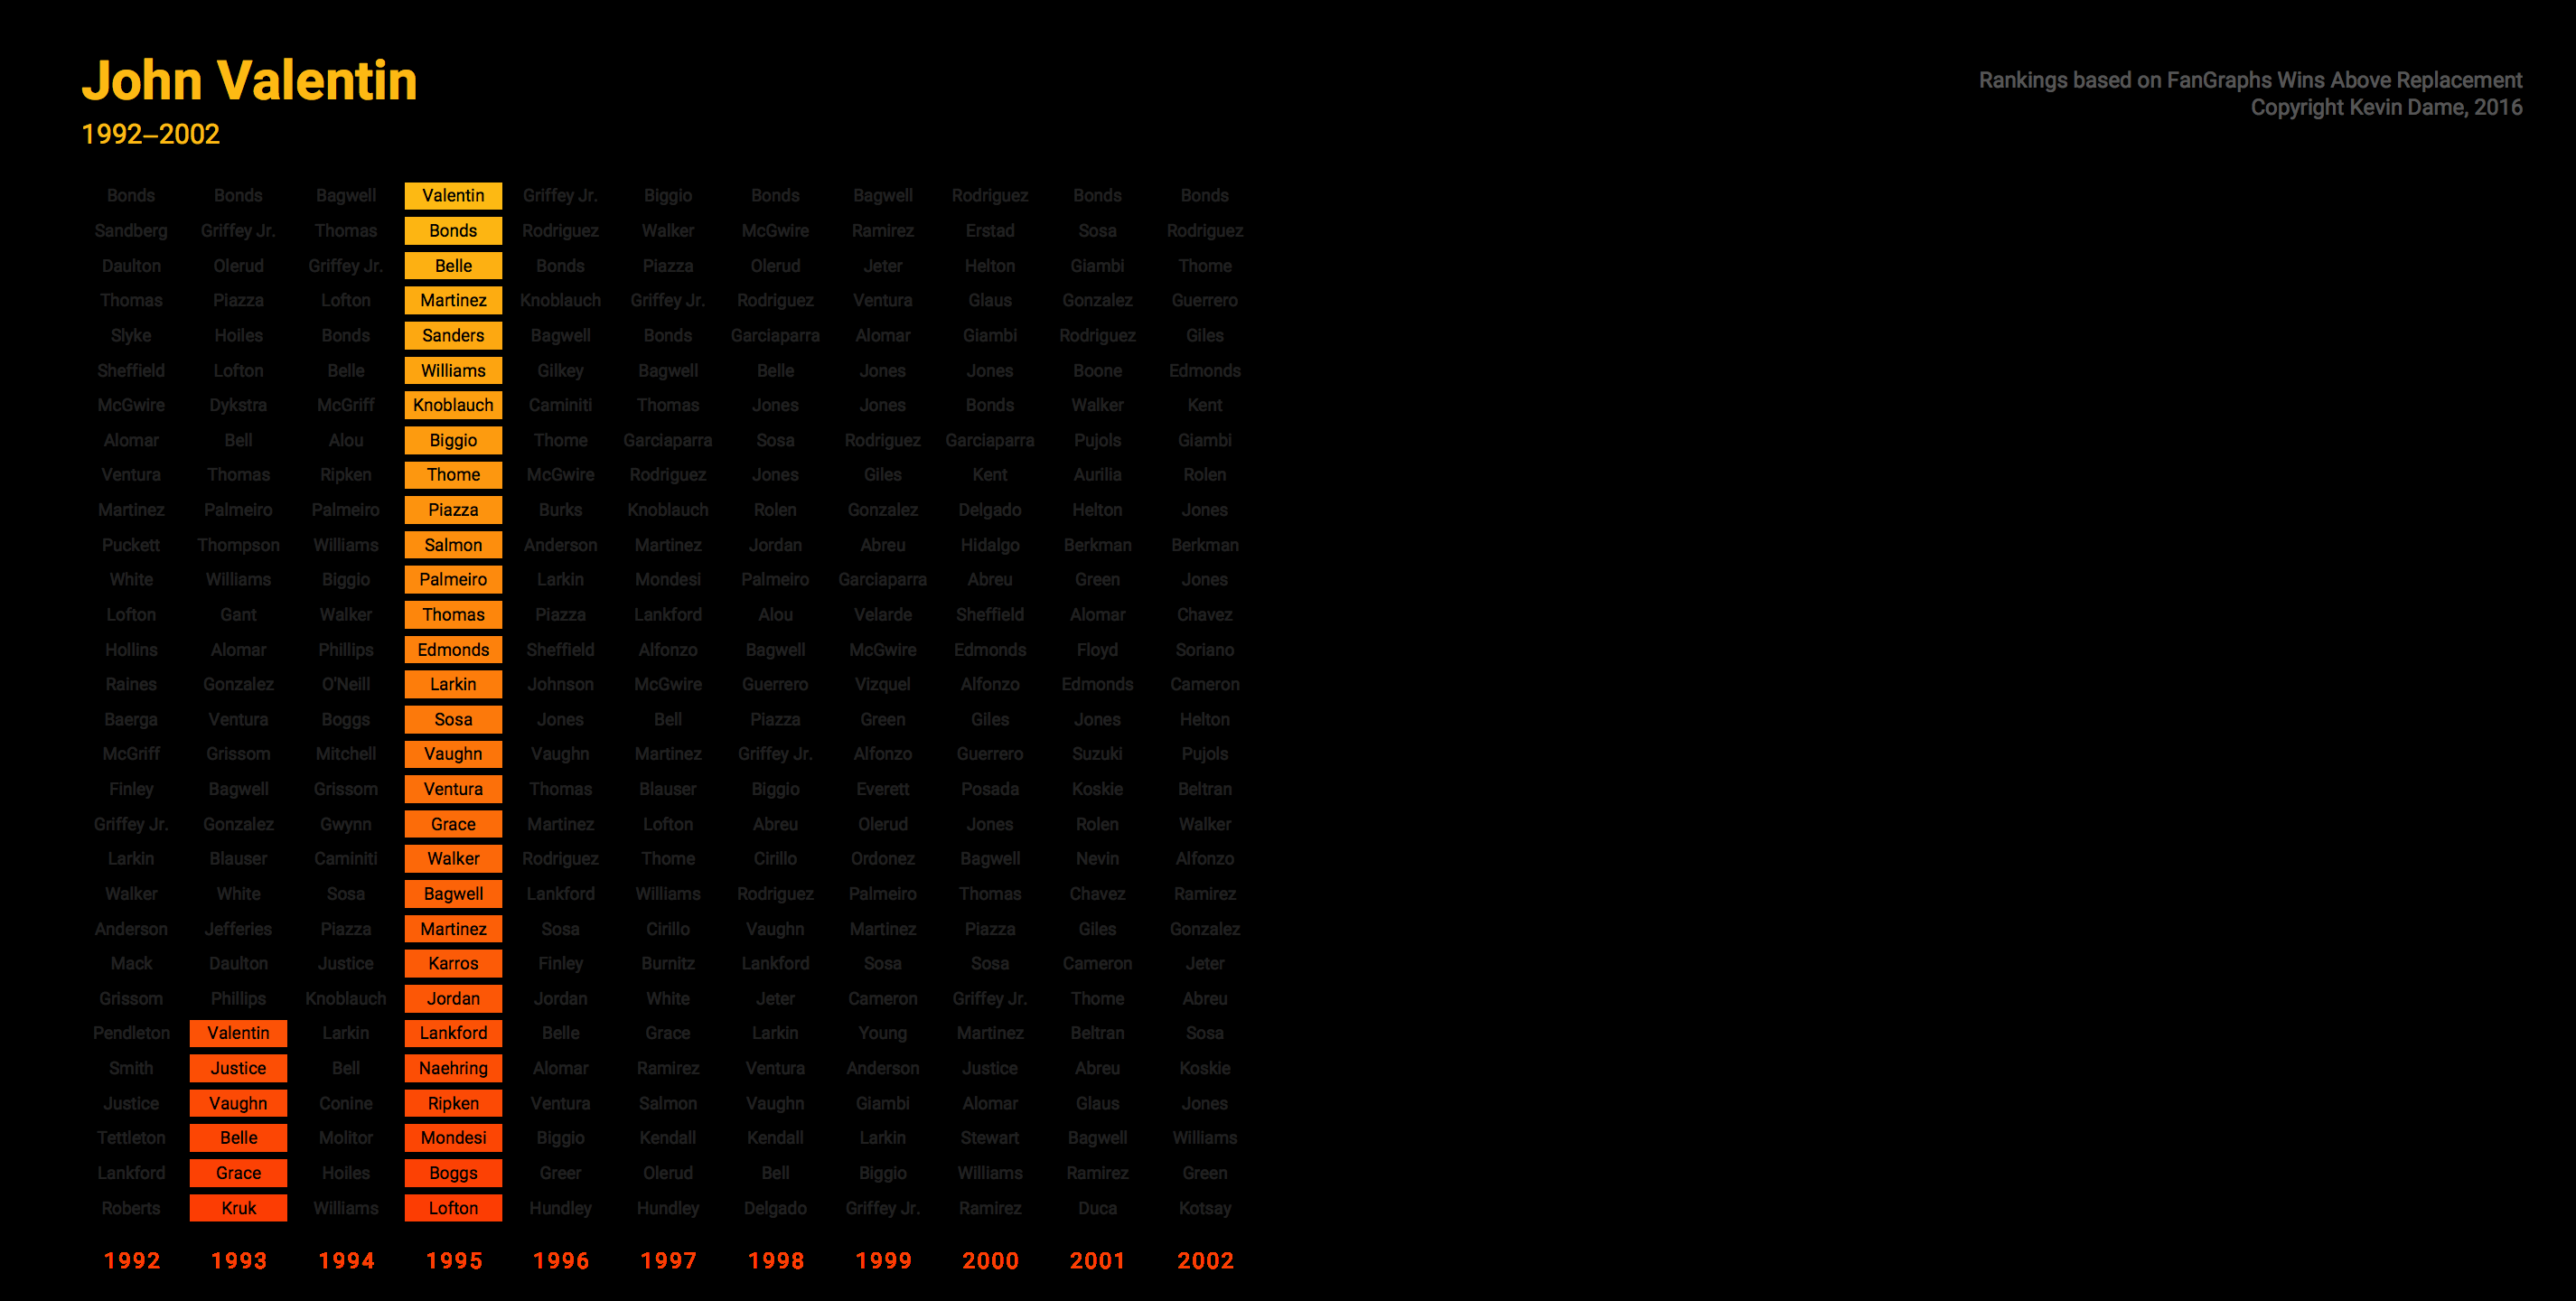 John Valentin
1992–2002
Rankings based on FanGraphs Wins Above Replacement
Copyright Kevin Dame, 2016
Bonds Bonds Bagwell Valentin Griffey Jr. Biggio Bonds Bagwell Rodriguez Bonds Bonds
Sandberg Griffey Jr. Thomas Bonds Rodriguez Walker McGwire Ramirez Erstad Sosa Rodriguez
Daulton Olerud Griffey Jr. Belle Bonds Piazza Olerud Jeter Helton Giambi Thome
Thomas Piazza Lofton Martinez Knoblauch Griffey Jr. Rodriguez Ventura Glaus Gonzalez Guerrero
Slyke Hoiles Bonds Sanders Bagwell Bonds Garciaparra Alomar Giambi Rodriguez Giles
Sheffield Lofton Belle Williams Gilkey Bagwell Belle Jones Jones Boone Edmonds
McGwire Dykstra McGriff Knoblauch Caminiti Thomas Jones Jones Bonds Walker Kent
Alomar Bell Alou Biggio Thome Garciaparra Sosa Rodriguez Garciaparra Pujols Giambi
Ventura Thomas Ripken Thome McGwire Rodriguez Jones Giles Kent Aurilia Rolen
Martinez Palmeiro Palmeiro Piazza Burks Knoblauch Rolen Gonzalez Delgado Helton Jones
Puckett Thompson Williams Salmon Anderson Martinez Jordan Abreu Hidalgo Berkman Berkman
White Williams Biggio Palmeiro Larkin Mondesi Palmeiro Garciaparra Abreu Green Jones
Lofton Gant Walker Thomas Piazza Lankford Alou Velarde Sheffield Alomar Chavez
Hollins Alomar Phillips Edmonds Sheffield Alfonzo Bagwell McGwire Edmonds Floyd Soriano
Raines Gonzalez O'Neill Larkin Johnson McGwire Guerrero Vizquel Alfonzo Edmonds Cameron
Baerga Ventura Boggs Sosa Jones Bell Piazza Green Giles Jones Helton
McGriff Grissom Mitchell Vaughn Vaughn Martinez Griffey Jr. Alfonzo Guerrero Suzuki Pujols
Finley Bagwell Grissom Ventura Thomas Blauser Biggio Everett Posada Koskie Beltran
Griffey Jr. Gonzalez Gwynn Grace Martinez Lofton Abreu Olerud Jones Rolen Walker
Larkin Blauser Caminiti Walker Rodriguez Thome Cirillo Ordonez Bagwell Nevin Alfonzo
Walker White Sosa Bagwell Lankford Williams Rodriguez Palmeiro Thomas Chavez Ramirez
Anderson Jefferies Piazza Martinez Sosa Cirillo Vaughn Martinez Piazza Giles Gonzalez
Mack Daulton Justice Karros Finley Burnitz Lankford Sosa Sosa Cameron Jeter
Grissom Phillips Knoblauch Jordan Jordan White Jeter Cameron Griffey Jr. Thome Abreu
Pendleton Valentin Larkin Lankford Belle Grace Larkin Young Martinez Beltran Sosa
Smith Justice Bell Naehring Alomar Ramirez Ventura Anderson Justice Abreu Koskie
Justice Vaughn Conine Ripken Ventura Salmon Vaughn Giambi Alomar Glaus Jones
Tettleton Belle Molitor Mondesi Biggio Kendall Kendall Larkin Stewart Bagwell Williams
Lankford Grace Hoiles Boggs Greer Olerud Bell Biggio Williams Ramirez Green
Roberts Kruk Williams Lofton Hundley Hundley Delgado Griffey Jr. Ramirez Duca Kotsay
1992 1993 1994 1995 1996 1997 1998 1999 2000 2001 2002